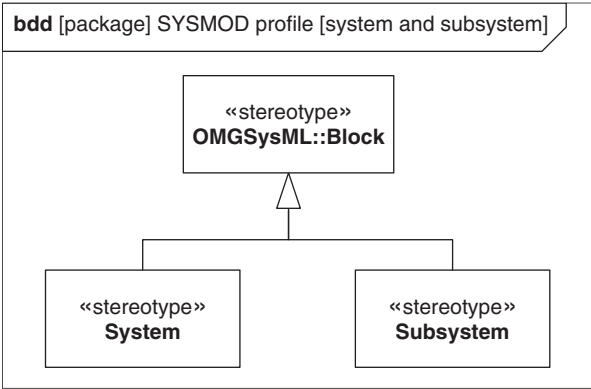 bdd [package] SYSMOD profile [system and subsystem]
«stereotype»
OMGSysML::Block
«stereotype»
System
«stereotype»
Subsystem